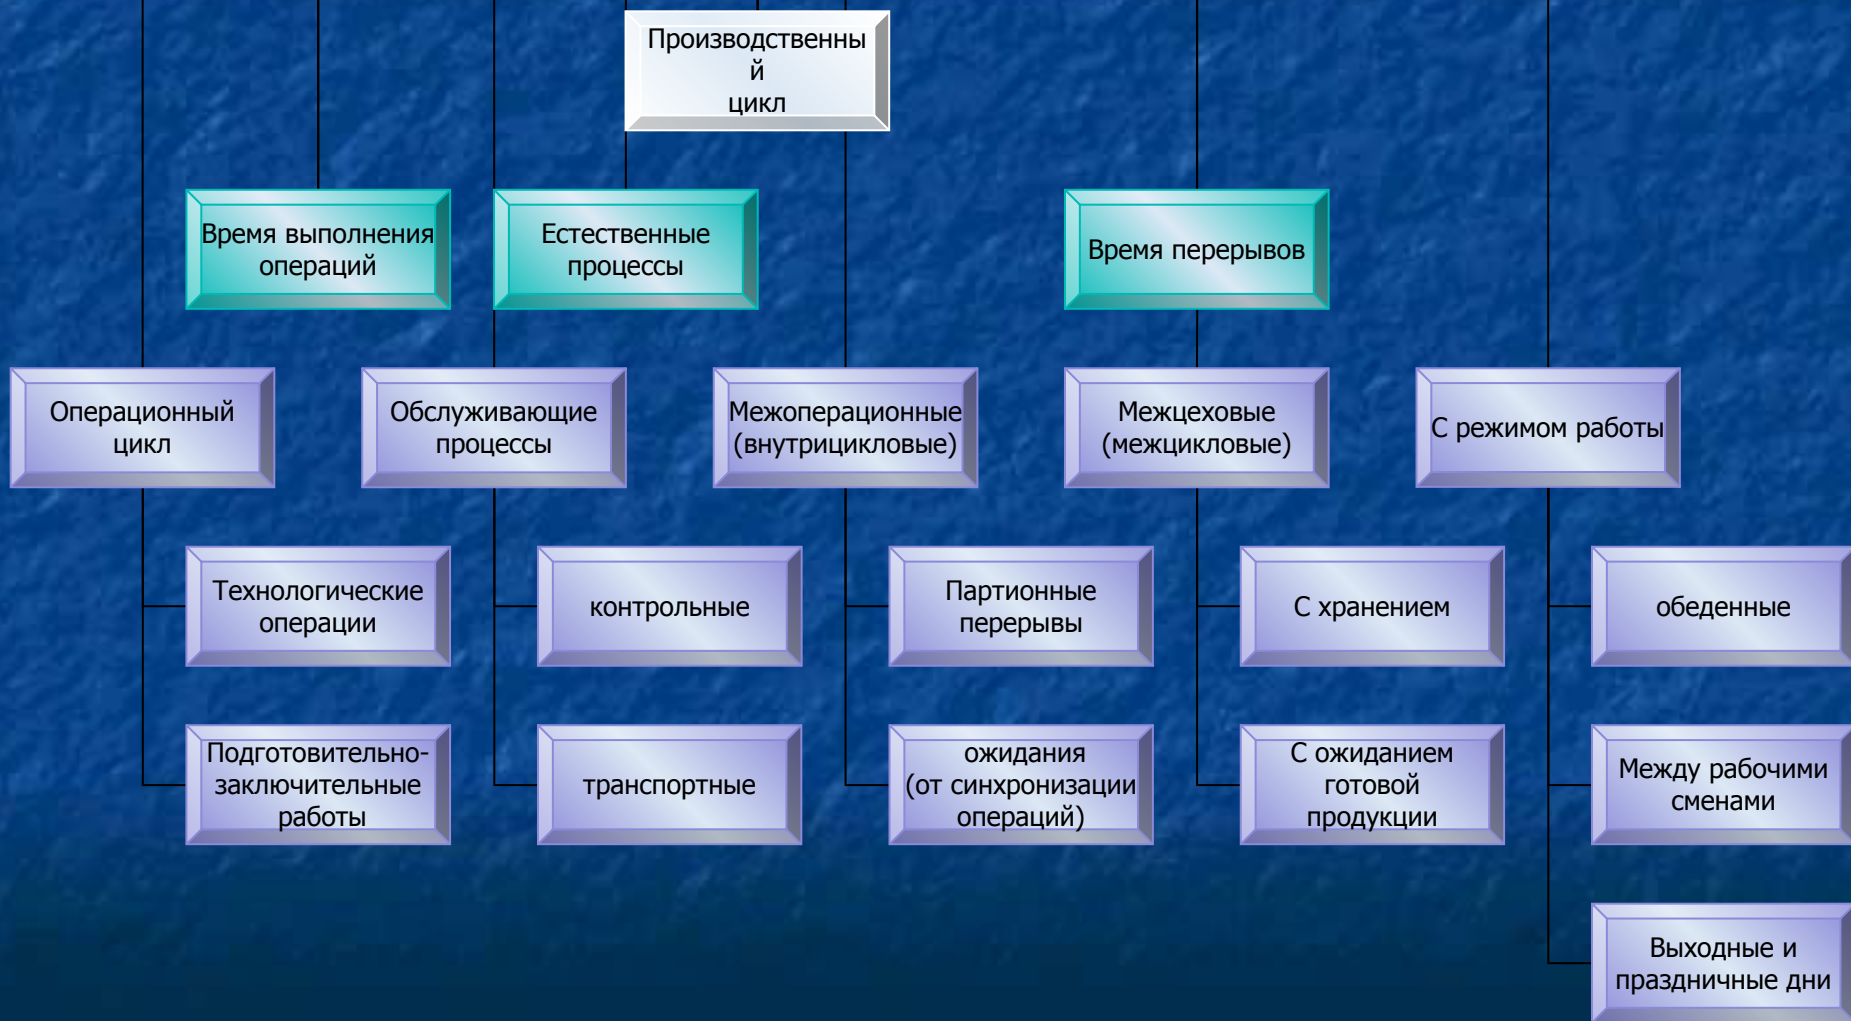 Производственны
й
цикл
Время выполнения
операций
Естественные
процессы
Время перерывов
Операционный
цикл
Обслуживающие
процессы
Межоперационные
(внутрицикловые)
Межцеховые
(межцикловые)
С режимом работы
Технологические
операции
контрольные
Партионные
перерывы
С хранением
обеденные
Подготовительно-
заключительные
работы
транспортные
ожидания
(от синхронизации
операций)
С ожиданием
готовой
продукции
Между рабочими
сменами
Выходные и
праздничные дни